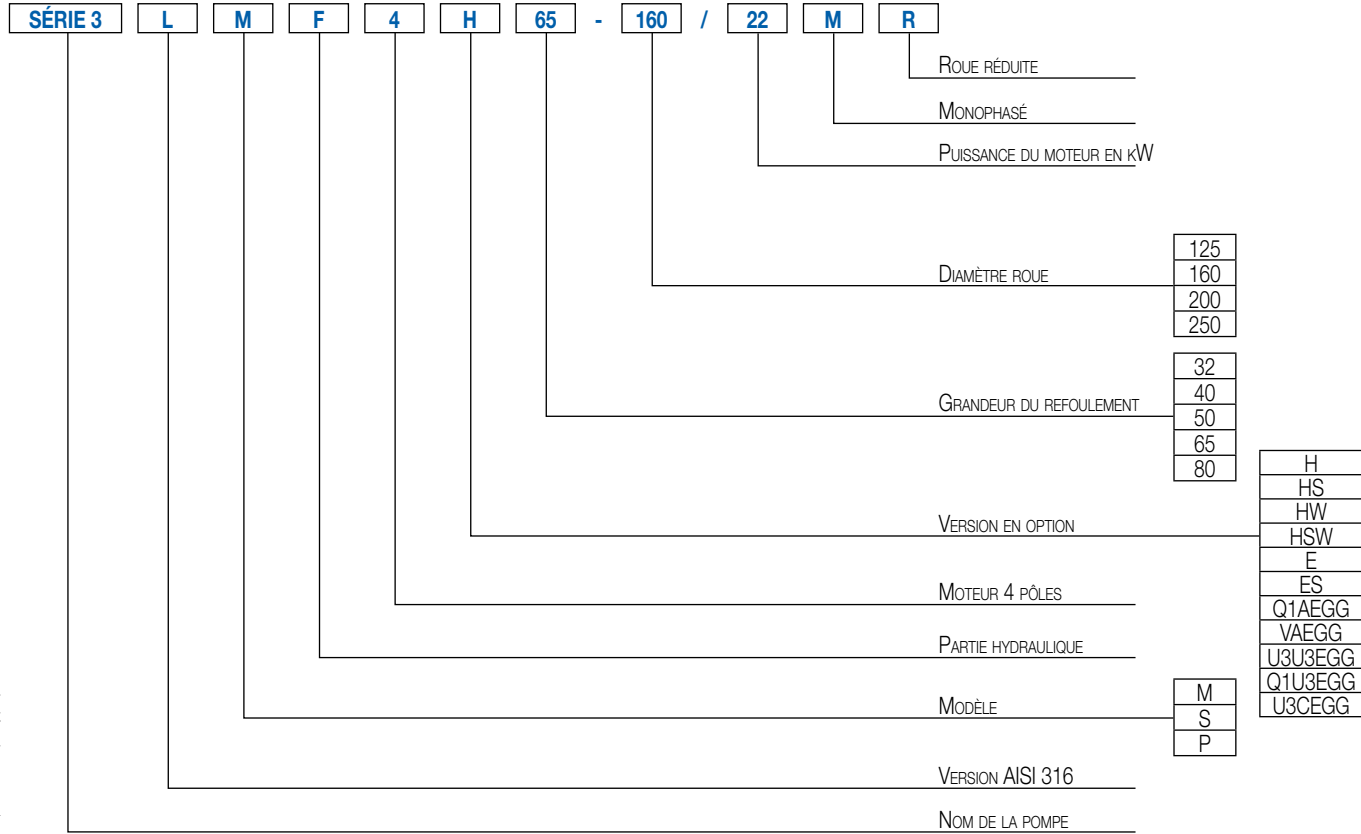 SÉRIE 3 L M F 4 H 65 - 160 / 22 M R
ROUE RÉDUITE
MONOPHASÉ
PUISSANCE DU MOTEUR EN KW
DIAMÈTRE ROUE
125
160
200
250
GRANDEUR DU REFOULEMENT
32
40
50
65
80
VERSION EN OPTION
H
HS
HW
HSW
E
ES
Q1AEGG
VAEGG
U3U3EGG
Q1U3EGG
U3CEGG
MOTEUR 4 PÔLES
PARTIE HYDRAULIQUE
MODÈLE
M
S
P
VERSION AISI 316
NOM DE LA POMPE